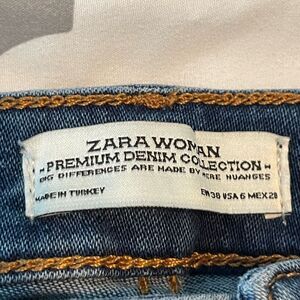 ZARA WOMAN
- PREMIUM DENIM COLLECTION -
BIG DIFFERENCES ARE MADE BY MERE NUANCES
MADE IN TURKEY EUR 38 USA 6 MEX 28